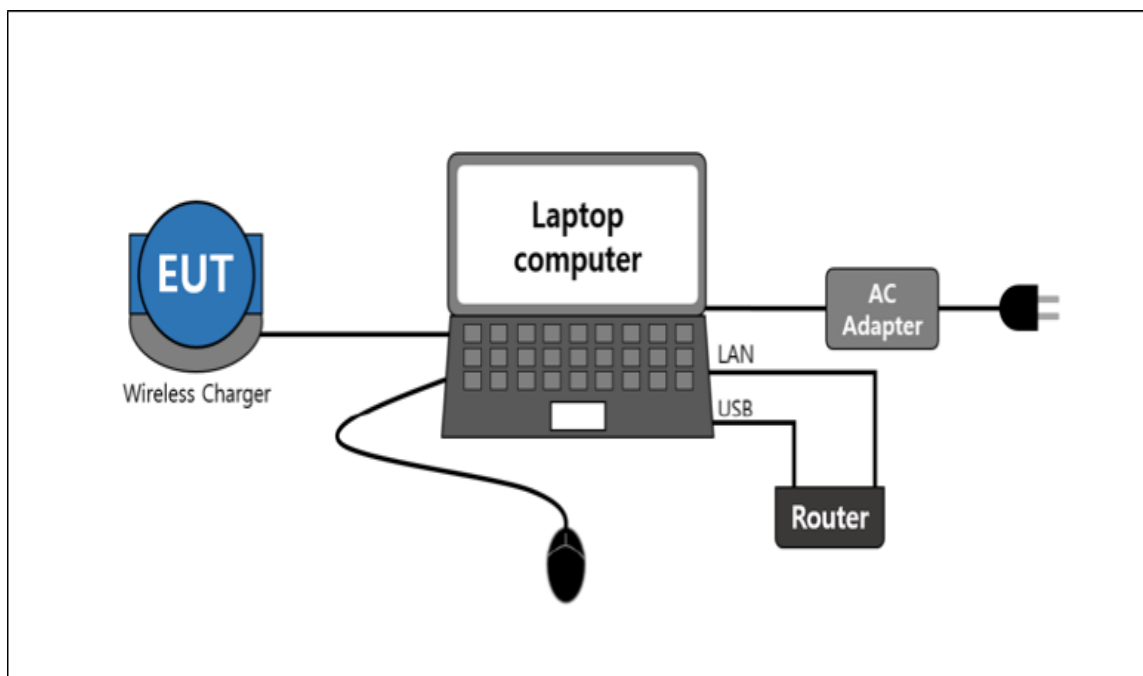 Laptop
computer
EUT
Wireless Charger
AC
Adapter
LAN
USB
Router